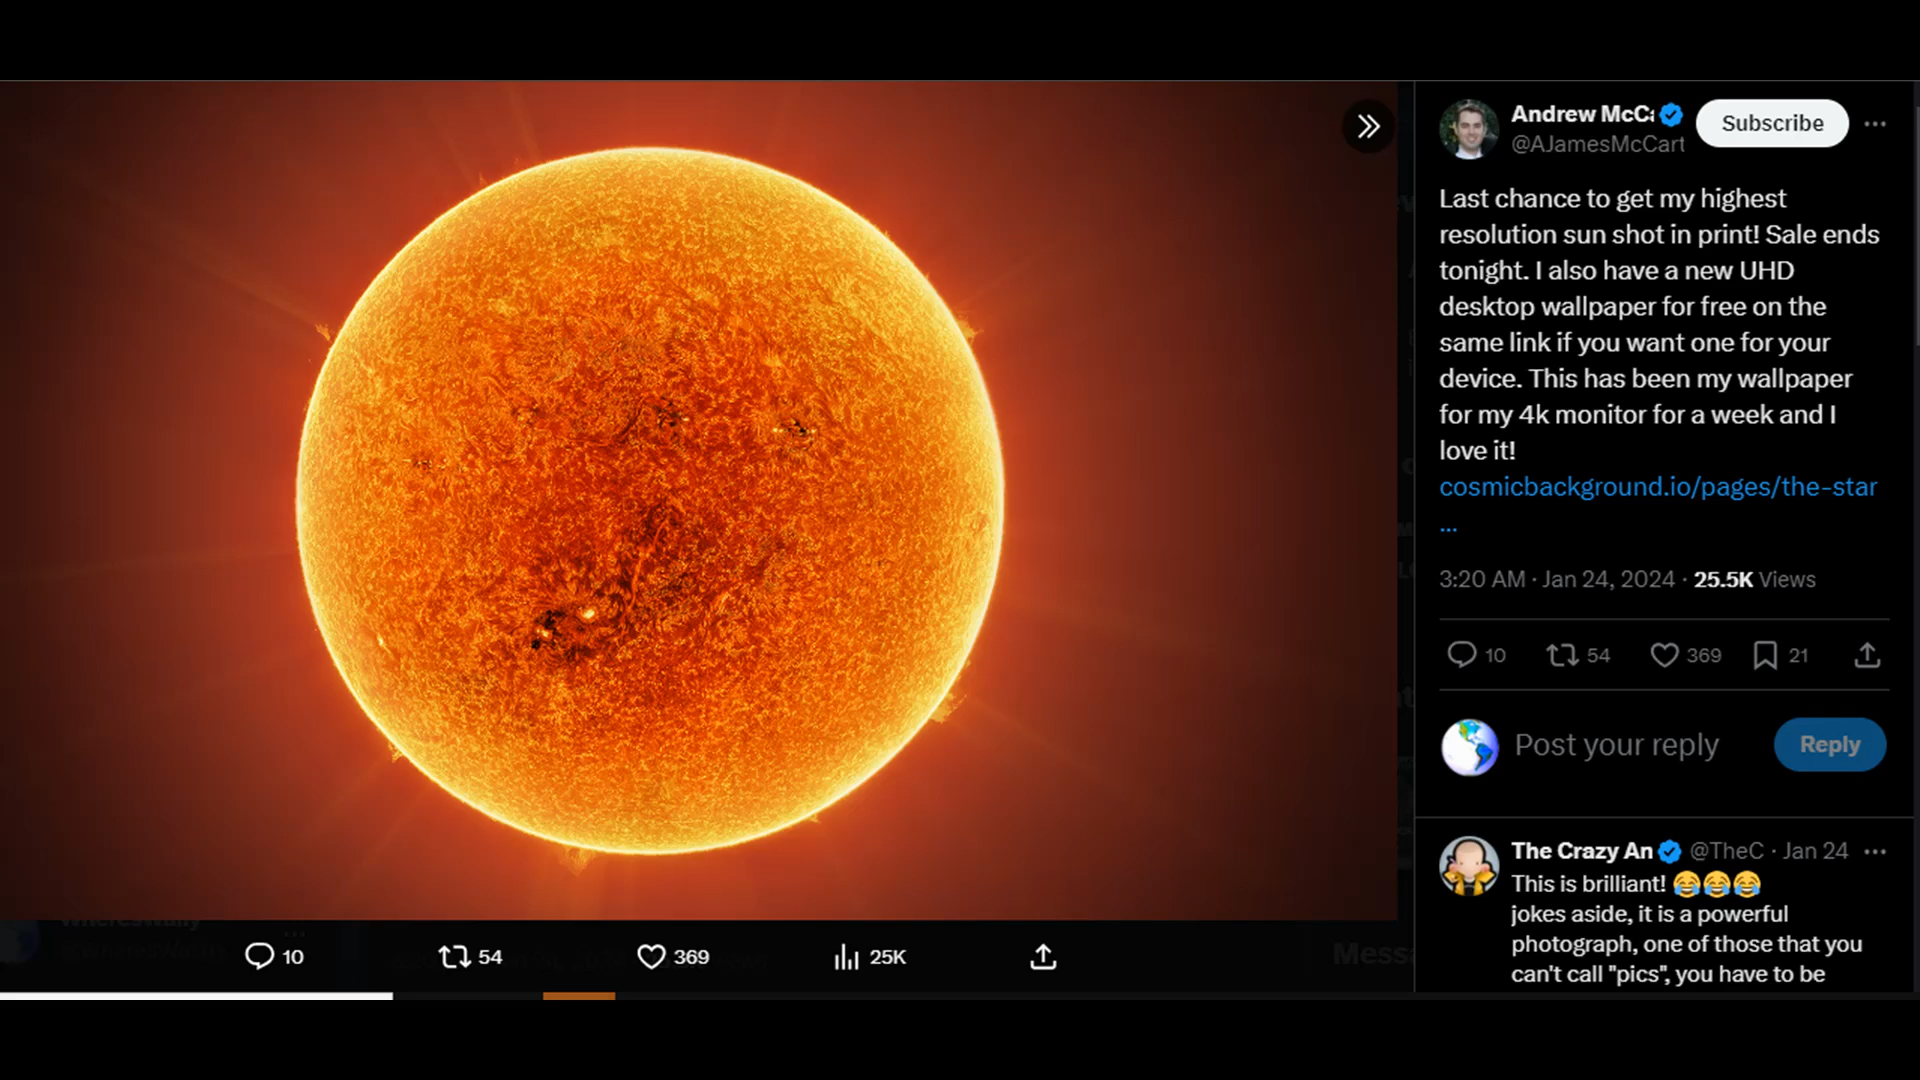 Andrew McC
Subscribe
@AJamesMcCart
Last chance to get my highest
resolution sun shot in print! Sale ends
tonight. I also have a new UHD
desktop wallpaper for free on the
same link if you want one for your
device. This has been my wallpaper
for my 4k monitor for a week and I
love it!
cosmicbackground.io/pages/the-star
...
3:20 AM · Jan 24, 2024 · 25.5K Views
10 54 369 21
Post your reply
Reply
The Crazy An @TheC · Jan 24
This is brilliant! 😂😂😂
jokes aside, it is a powerful
photograph, one of those that you
can't call "pics", you have to be
10 54 369 25K
Mess